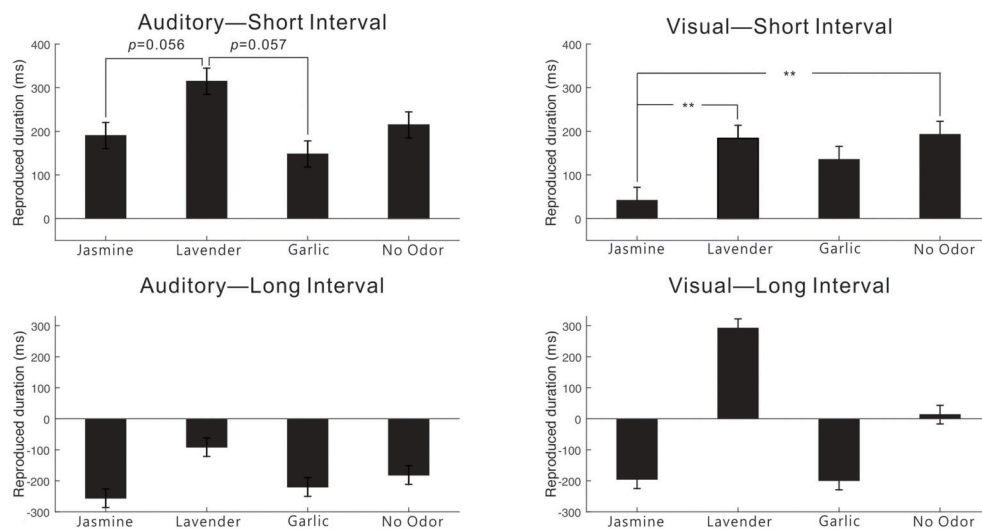 Auditory—Short Interval
Reproduced duration (ms)
400
300
200
100
0
p=0.056
p=0.057
Jasmine Lavender Garlic No Odor
Visual—Short Interval
Reproduced duration (ms)
400
300
200
100
0
**
**
Jasmine Lavender Garlic No Odor
Auditory—Long Interval
Reproduced duration (ms)
300
200
100
0
-100
-200
-300
Jasmine Lavender Garlic No Odor
Visual—Long Interval
Reproduced duration (ms)
300
200
100
0
-100
-200
-300
Jasmine Lavender Garlic No Odor